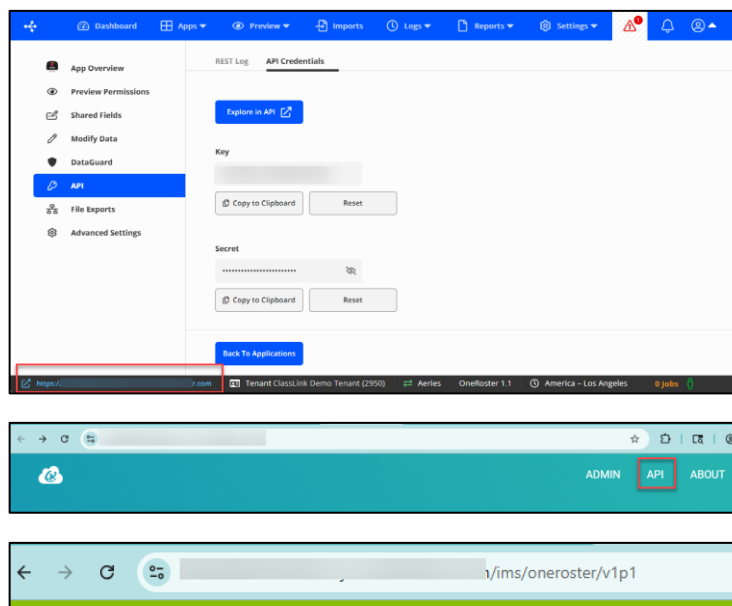 Dashboard Apps Preview Imports Logs Reports Settings
App Overview
Preview Permissions
Shared Fields
Modify Data
DataGuard
API
File Exports
Advanced Settings
REST Log API Credentials
Explore in API
Key
Copy to Clipboard Reset
Secret
Copy to Clipboard Reset
Back To Applications
https:/ r.com Tenant ClassLink Demo Tenant (2950) Aeries OneRoster 1.1 America - Los Angeles 0 Jobs
ADMIN API ABOUT
/ims/oneroster/v1p1